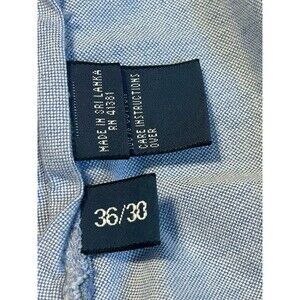 MADE IN SRI LANKA
RN 41381
CARE INSTRUCTIONS
OVER
36/30